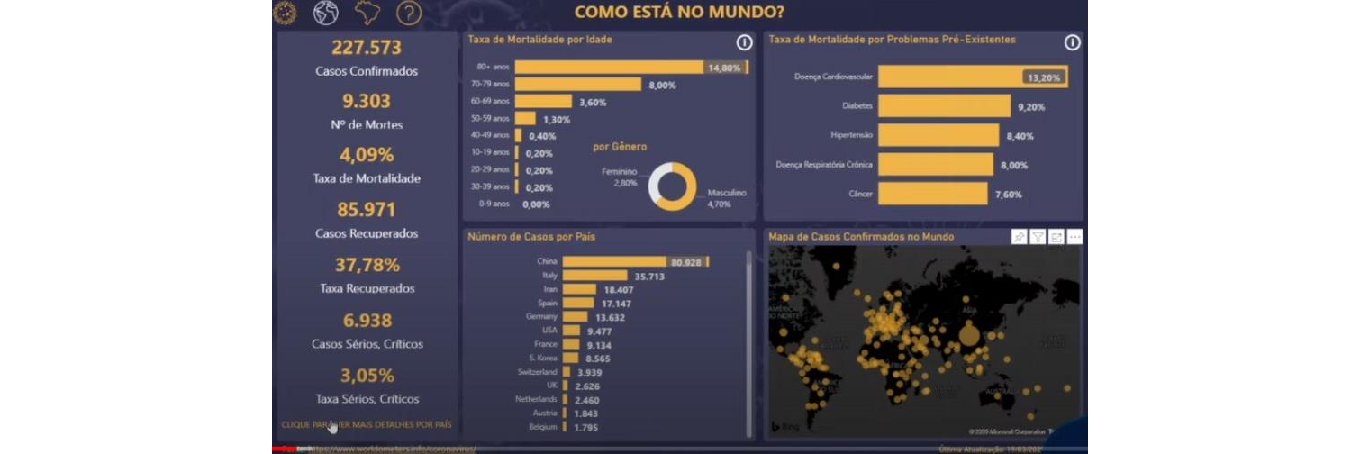 COMO ESTÁ NO MUNDO?
227.573
Casos Confirmados
9.303
Nº de Mortes
4,09%
Taxa de Mortalidade
85.971
Casos Recuperados
37,78%
Taxa Recuperados
6.938
Casos Sérios, Críticos
3,05%
Taxa Sérios, Críticos
CLIQUE PARA VER MAIS DETALHES POR PAÍS
Taxa de Mortalidade por Idade
80+ anos 14,80%
70-79 anos 8,00%
60-69 anos 3,60%
50-59 anos 1,30%
40-49 anos 0,40%
10-19 anos 0,20%
20-29 anos 0,20%
30-39 anos 0,20%
0-9 anos 0,00%
por Gênero
Feminino
2,80%
Masculino
4,70%
Taxa de Mortalidade por Problemas Pré-Existentes
Doença Cardiovascular 13,20%
Diabetes 9,20%
Hipertensão 8,40%
Doença Respiratória Crônica 8,00%
Câncer 7,60%
Número de Casos por País
China 80.928
Italy 35.713
Iran 18.407
Spain 17.147
Germany 13.632
USA 9.477
France 9.134
S. Korea 8.565
Switzerland 3.939
UK 2.626
Netherlands 2.460
Austria 1.843
Belgium 1.795
Mapa de Casos Confirmados no Mundo
ÁSIA
Bing
©2020 Microsoft Corporation
https://www.worldometers.info/coronavirus/
Última Atualização: